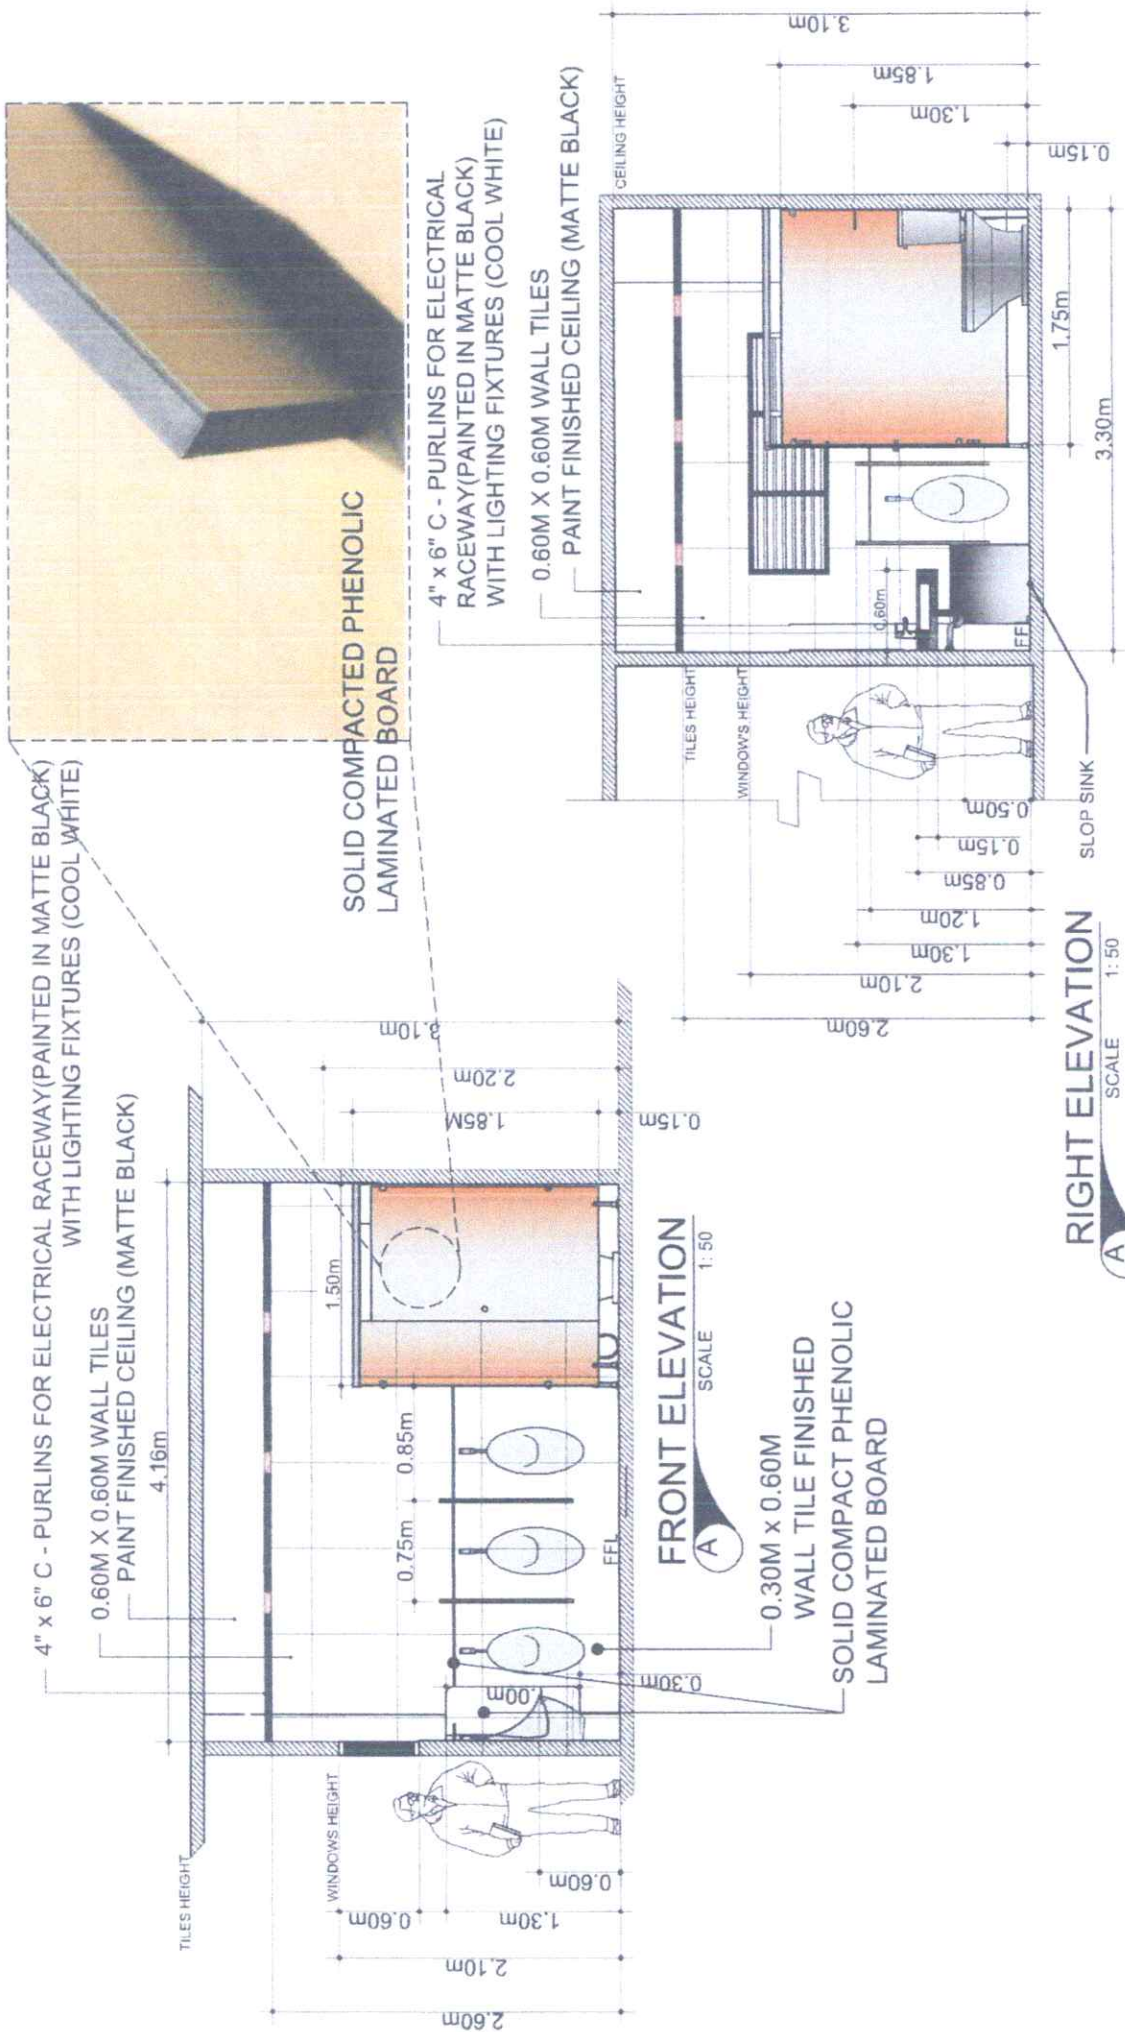 4" x 6" C - PURLINS FOR ELECTRICAL RACEWAY(PAINTED IN MATTE BLACK)
WITH LIGHTING FIXTURES (COOL WHITE)
0.60M X 0.60M WALL TILES
PAINT FINISHED CEILING (MATTE BLACK)
4.16m
TILES HEIGHT
WINDOWS HEIGHT
1.50m
0.85m
0.75m
3.10m
2.20m
1.85M
0.15m
2.60m
2.10m
0.60m
1.30m
0.60m
.00m
0.30m
FFL
FRONT ELEVATION
A
SCALE 1:50
0.30M x 0.60M
WALL TILE FINISHED
SOLID COMPACT PHENOLIC
LAMINATED BOARD
SOLID COMPACTED PHENOLIC
LAMINATED BOARD
4" x 6" C - PURLINS FOR ELECTRICAL
RACEWAY(PAINTED IN MATTE BLACK)
WITH LIGHTING FIXTURES (COOL WHITE)
0.60M X 0.60M WALL TILES
PAINT FINISHED CEILING (MATTE BLACK)
CEILING HEIGHT
TILES HEIGHT
WINDOW'S HEIGHT
3.10m
1.85m
1.30m
0.15m
0.60m
FF
1.75m
3.30m
0.50m
0.15m
0.85m
1.20m
1.30m
2.10m
2.60m
SLOP SINK
RIGHT ELEVATION
A
SCALE 1:50